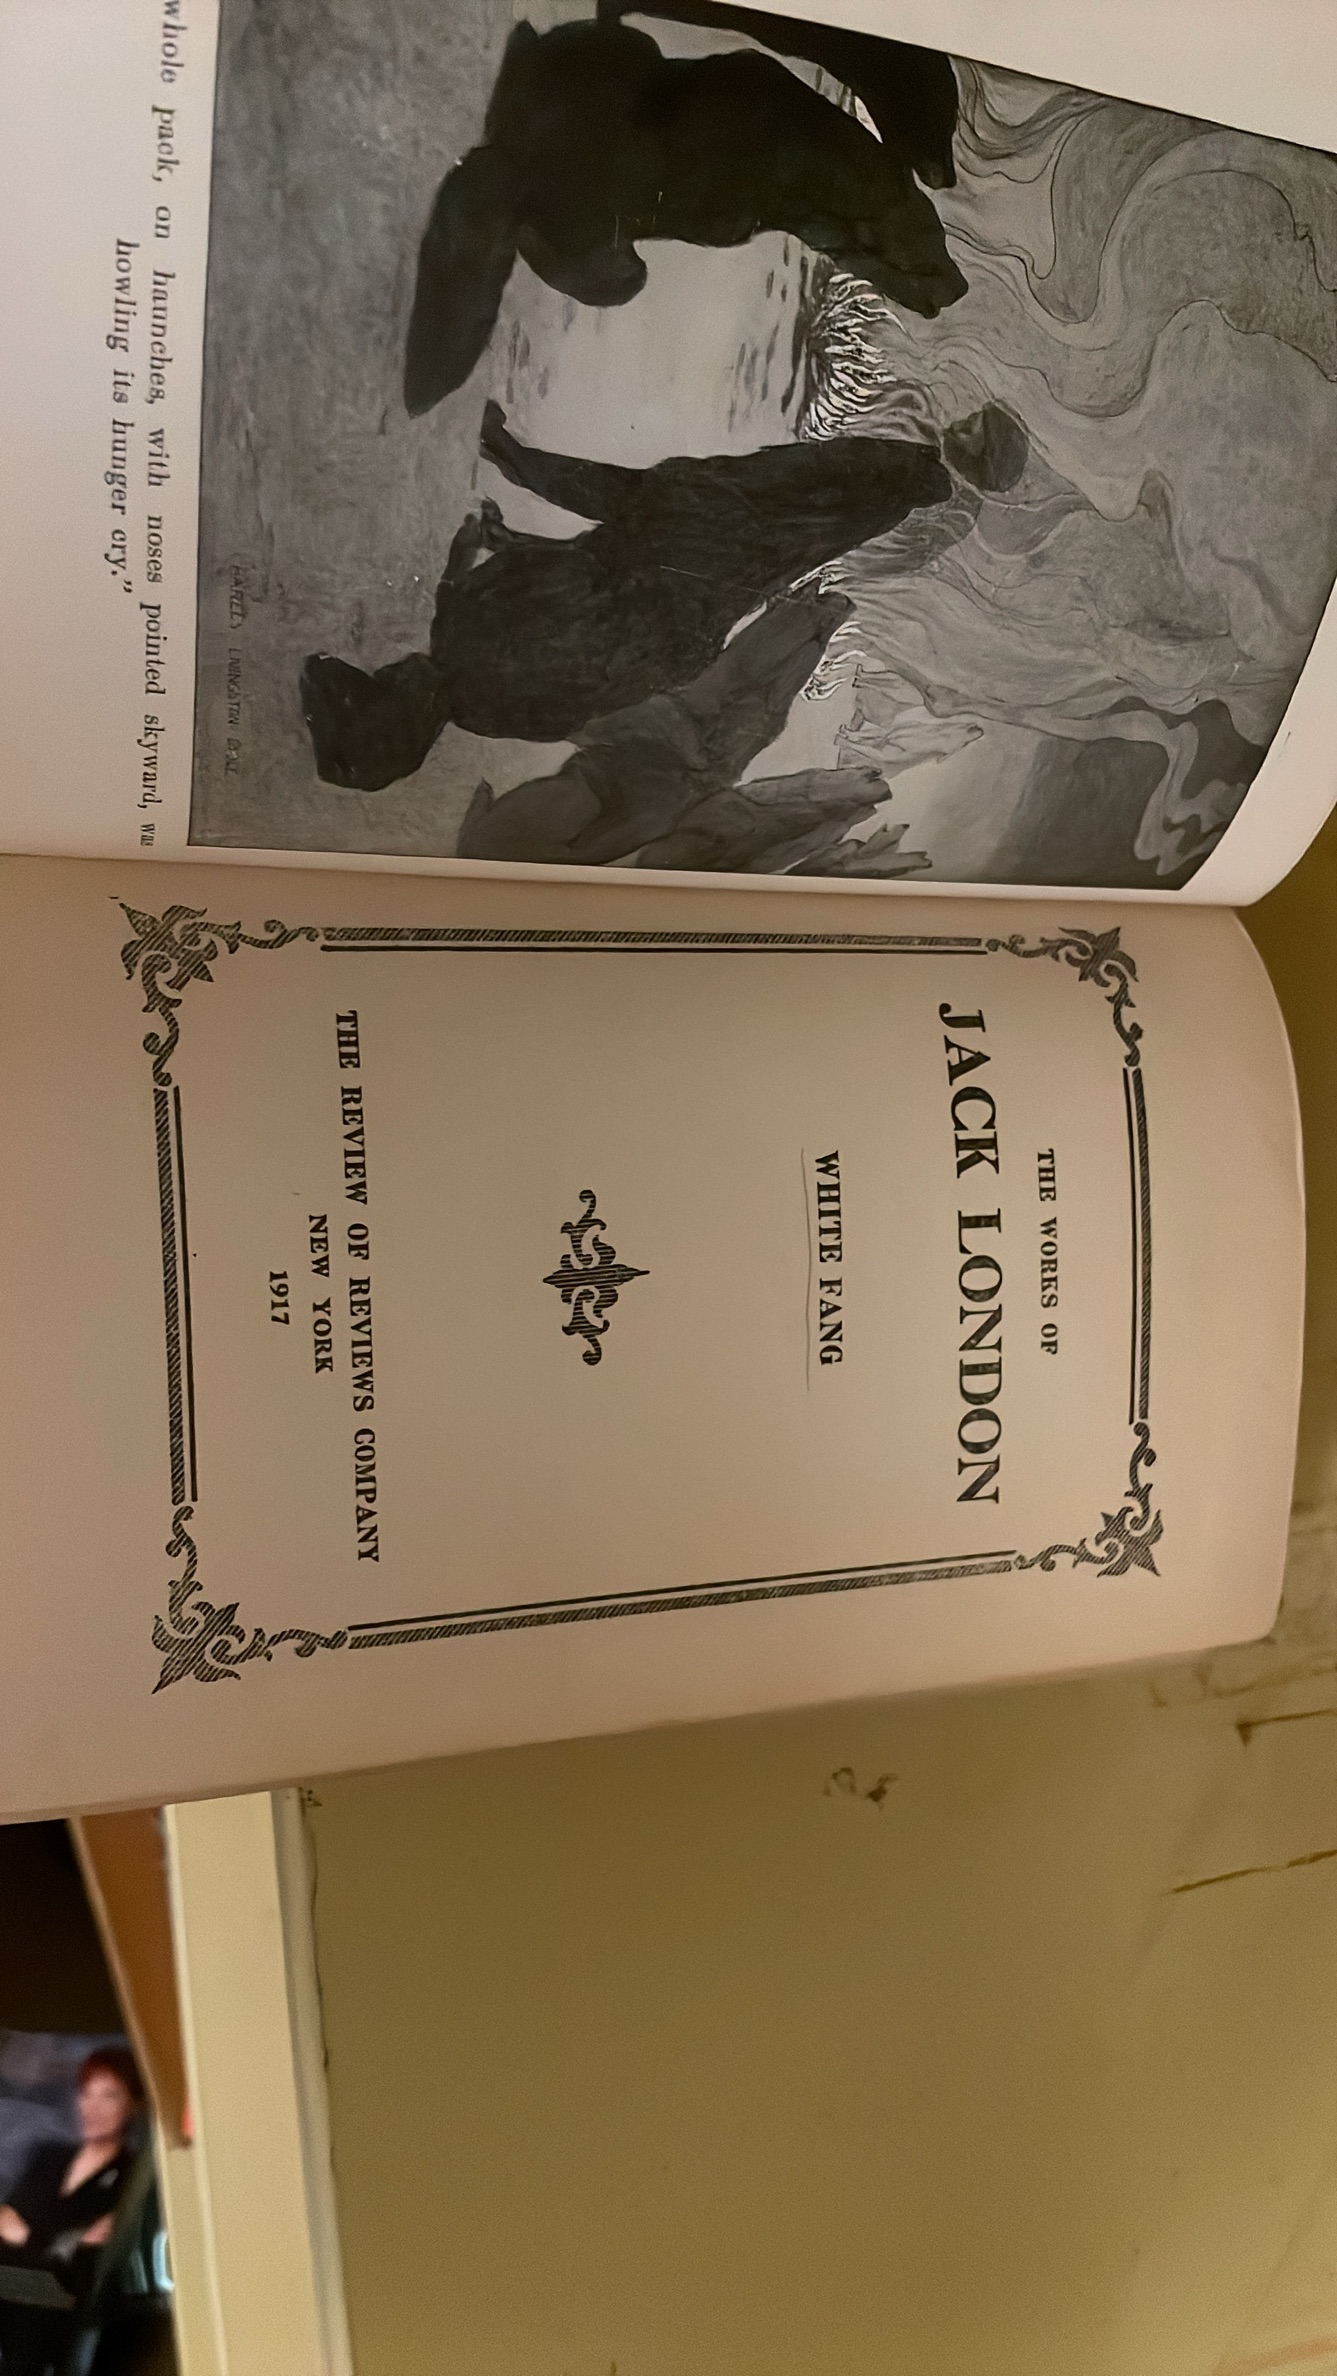 CHARLES LIVINGSTON BULL
whole pack, on haunches, with noses pointed skyward, was
howling its hunger cry."
THE WORKS OF
JACK LONDON
WHITE FANG
THE REVIEW OF REVIEWS COMPANY
NEW YORK
1917